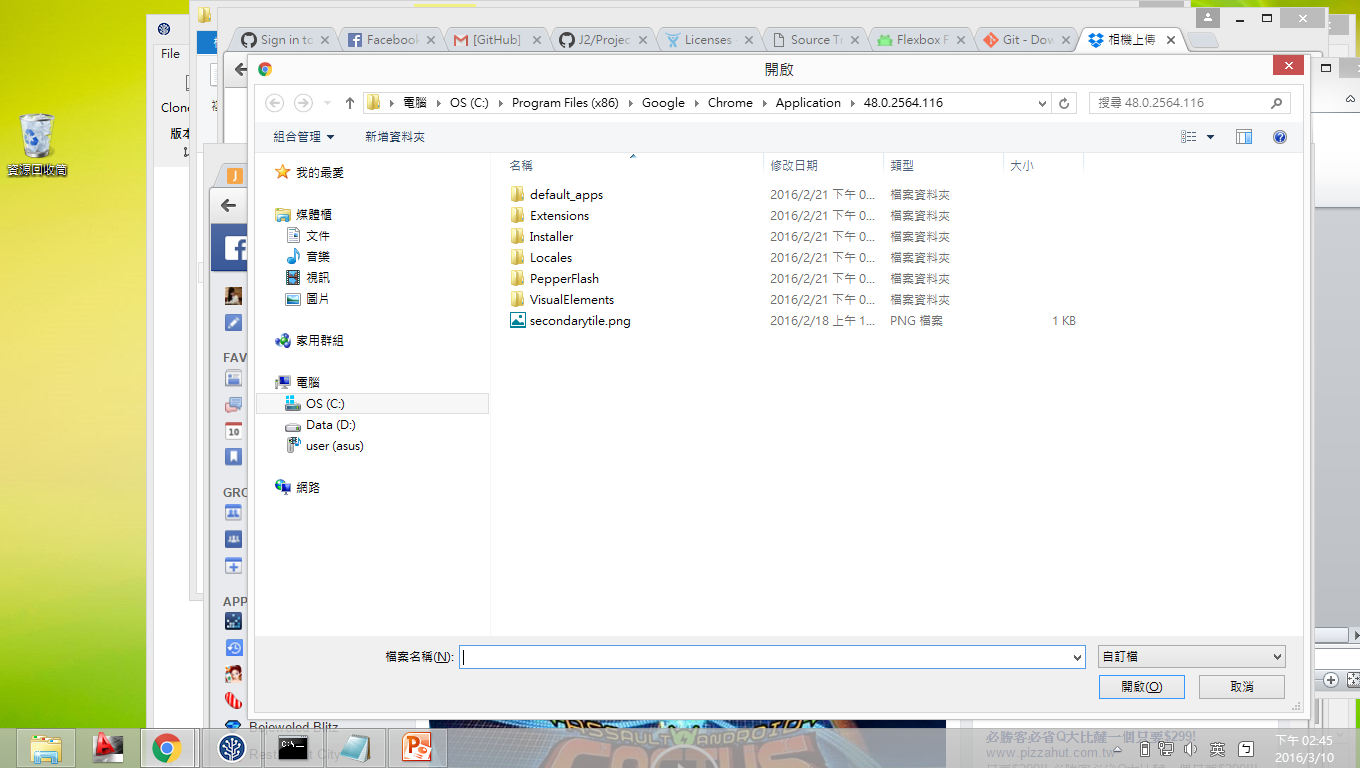 Sign in to
Facebook
[GitHub]
J2/Projec
Licenses -
Source Tr
Flexbox F
Git - Dow
相機上傳
File
開啟
電腦 OS (C:) Program Files (x86) Google Chrome Application 48.0.2564.116
搜尋 48.0.2564.116
Clone
組合管理
新增資料夾
版本
資源回收筒
名稱 修改日期 類型 大小
我的最愛
媒體櫃
文件
音樂
視訊
圖片
家用群組
電腦
OS (C:)
Data (D:)
user (asus)
網路
default_apps 2016/2/21 下午 0... 檔案資料夾
Extensions 2016/2/21 下午 0... 檔案資料夾
Installer 2016/2/21 下午 0... 檔案資料夾
Locales 2016/2/21 下午 0... 檔案資料夾
PepperFlash 2016/2/21 下午 0... 檔案資料夾
VisualElements 2016/2/21 下午 0... 檔案資料夾
secondarytile.png 2016/2/18 上午 1... PNG 檔案 1 KB
FAV
10
GRO
APP
檔案名稱(N):
自訂檔
開啟(O)
取消
Bejeweled Blitz
ASSAULT ANDROID
CACTUS
必勝客必省Q大比薩一個只要$299!
www.pizzahut.com.tw
英
下午 02:45
2016/3/10